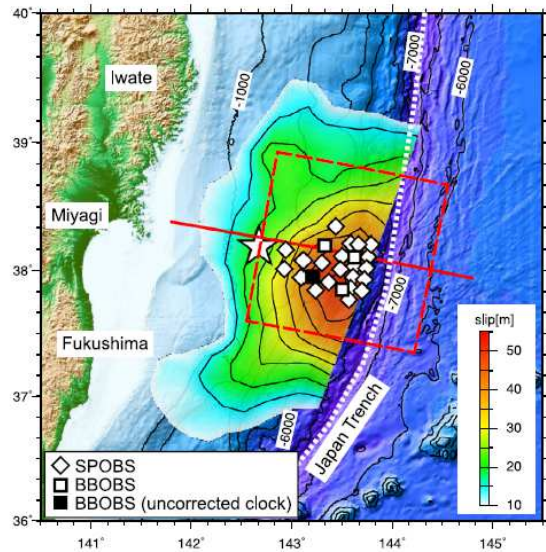 40°
39°
38°
37°
36°
141°
142°
143°
144°
145°
Iwate
Miyagi
Fukushima
-1000
-7000
-6000
-7000
-6000
Japan Trench
slip[m]
50
40
30
20
10
SPOBS
BBOBS
BBOBS (uncorrected clock)